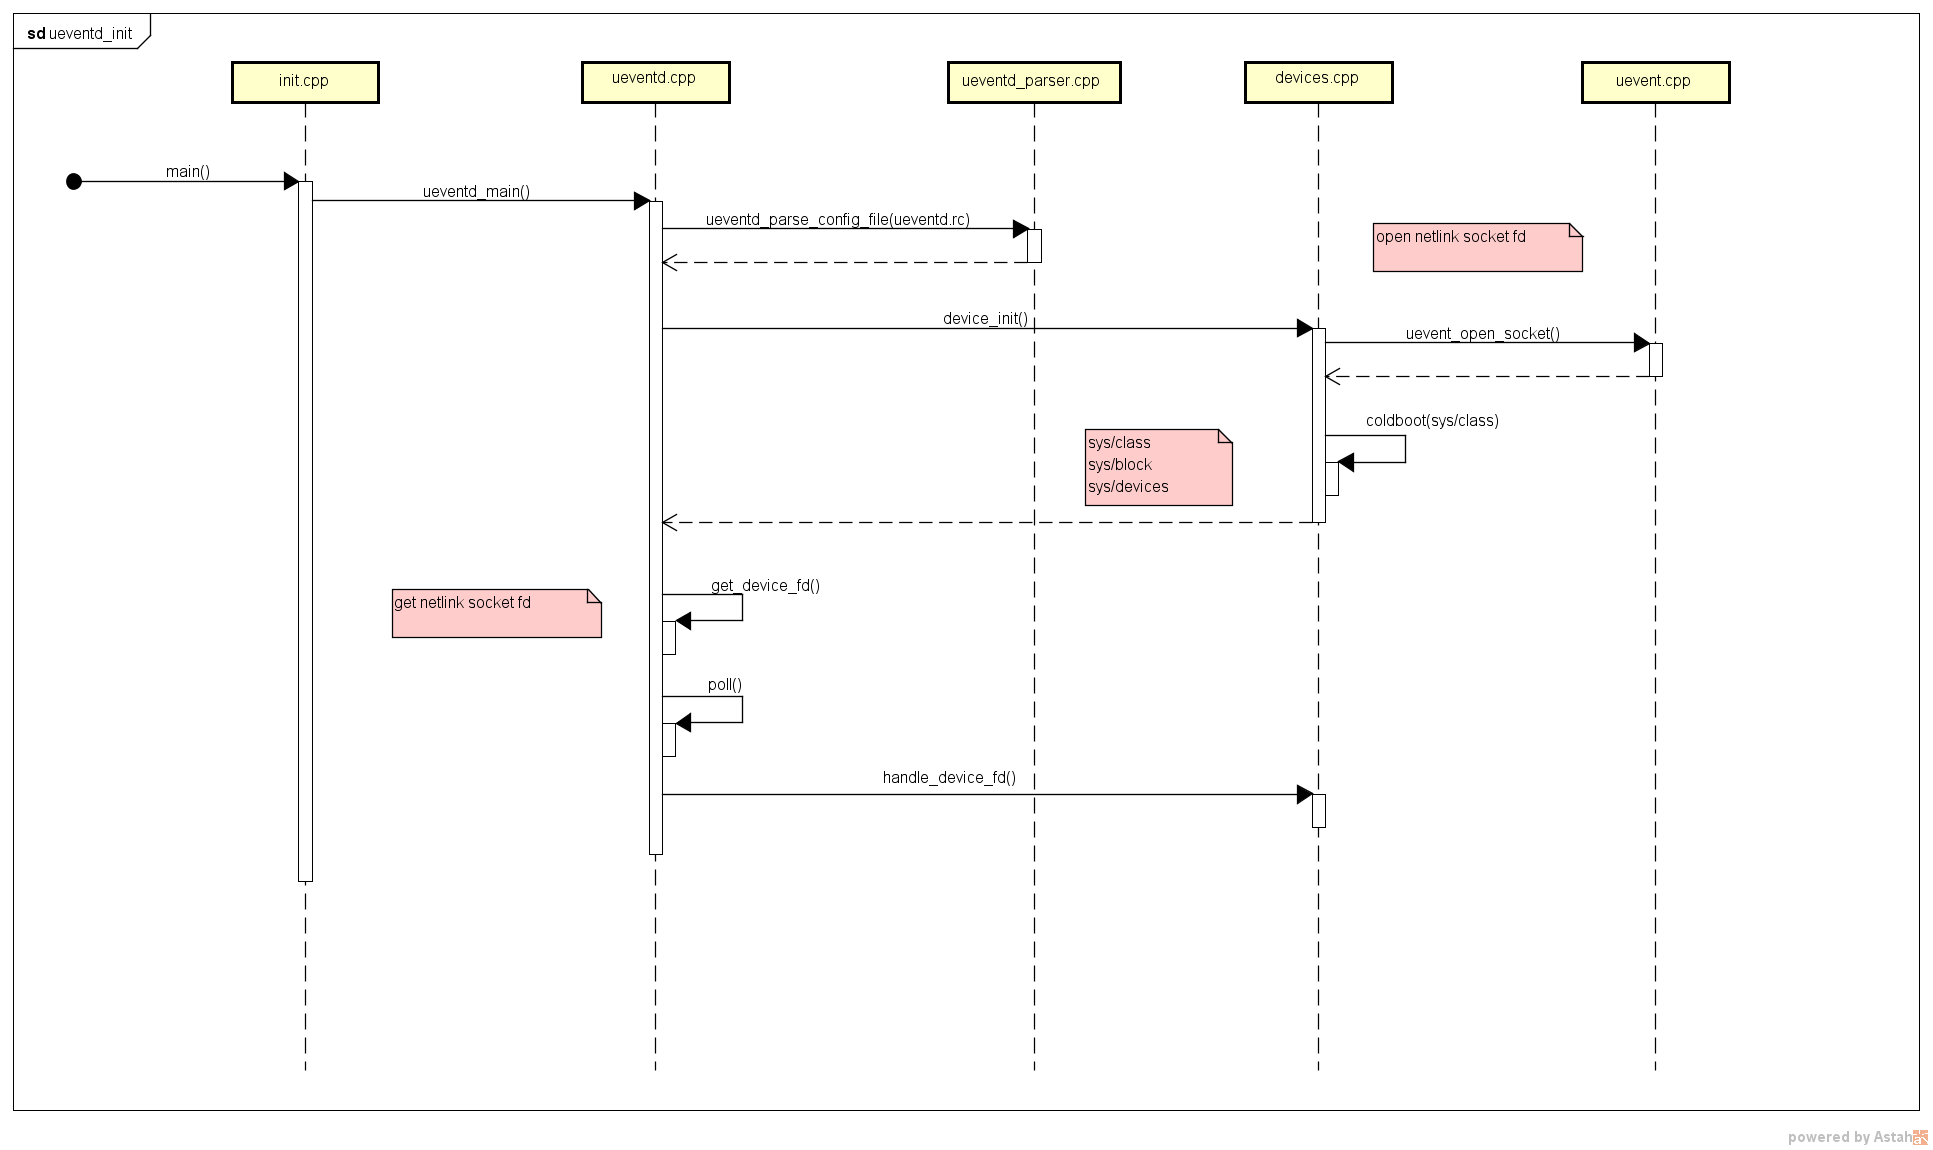 sd ueventd_init
init.cpp
ueventd.cpp
ueventd_parser.cpp
devices.cpp
uevent.cpp
main()
ueventd_main()
ueventd_parse_config_file(ueventd.rc)
open netlink socket fd
device_init()
uevent_open_socket()
coldboot(sys/class)
sys/class
sys/block
sys/devices
get_device_fd()
get netlink socket fd
poll()
handle_device_fd()
powered by Astah